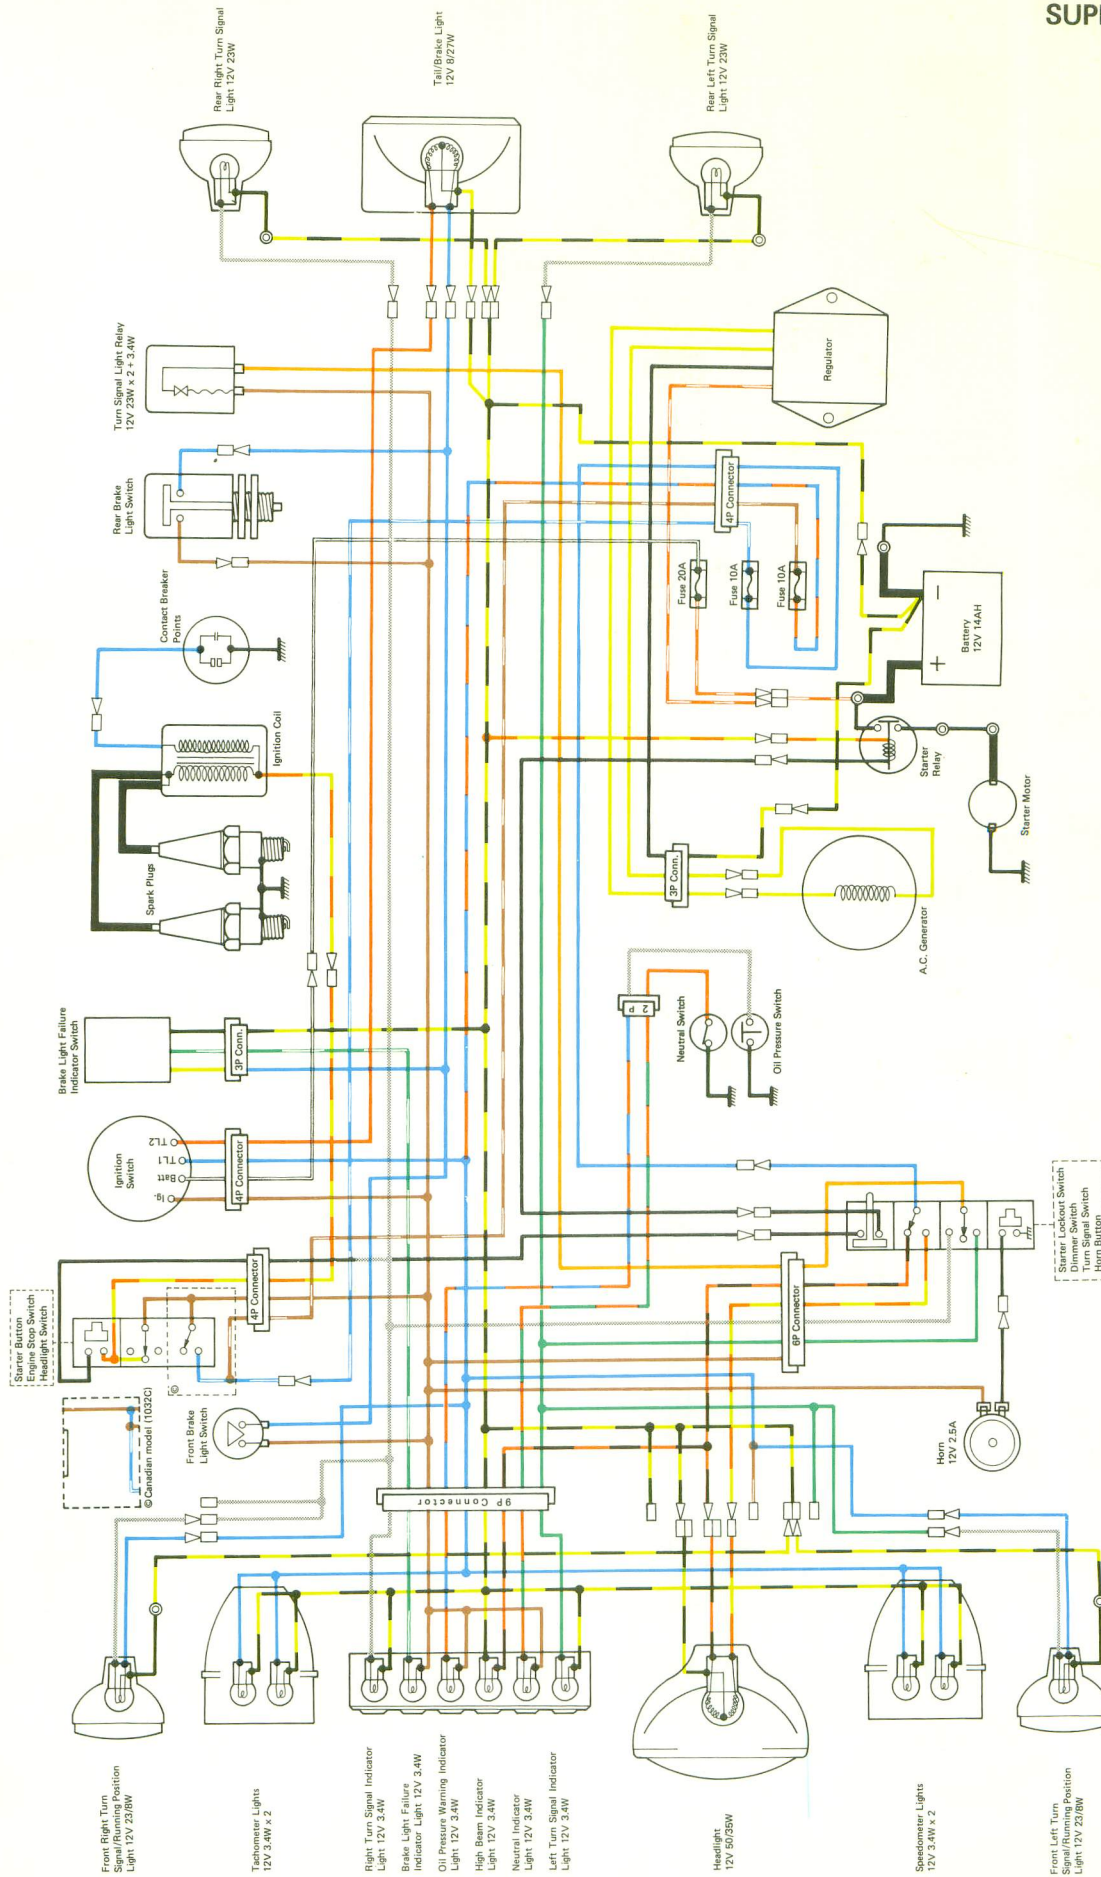 SUP
Rear Right Turn Signal
Light 12V 23W
Tail/Brake Light
12V 8/27W
Rear Left Turn Signal
Light 12V 23W
Turn Signal Light Relay
12V 23W x 2 + 3.4W
Regulator
Rear Brake
Light Switch
4P Connector
Contact Breaker
Points
Fuse 20A
Fuse 10A
Fuse 10A
Battery
12V 14AH
+
−
Ignition Coil
Starter
Relay
Starter Motor
Spark Plugs
3P Conn.
A.C. Generator
Brake Light Failure
Indicator Switch
3P Conn.
2 P
Neutral Switch
Oil Pressure Switch
Ignition
Switch
Ig.
Batt
TL1
TL2
4P Connector
Starter Lockout Switch
Dimmer Switch
Turn Signal Switch
Horn Button
Starter Button
Engine Stop Switch
Headlight Switch
4P Connector
6P Connector
©
© Canadian model (1032C)
Front Brake
Light Switch
Horn
12V 2.5A
9P Connector
Front Right Turn
Signal/Running Position
Light 12V 23/8W
Tachometer Lights
12V 3.4W x 2
Right Turn Signal Indicator
Light 12V 3.4W
Brake Light Failure
Indicator Light 12V 3.4W
Oil Pressure Warning Indicator
Light 12V 3.4W
High Beam Indicator
Light 12V 3.4W
Neutral Indicator
Light 12V 3.4W
Left Turn Signal Indicator
Light 12V 3.4W
Headlight
12V 50/35W
Speedometer Lights
12V 3.4W x 2
Front Left Turn
Signal/Running Position
Light 12V 23/8W